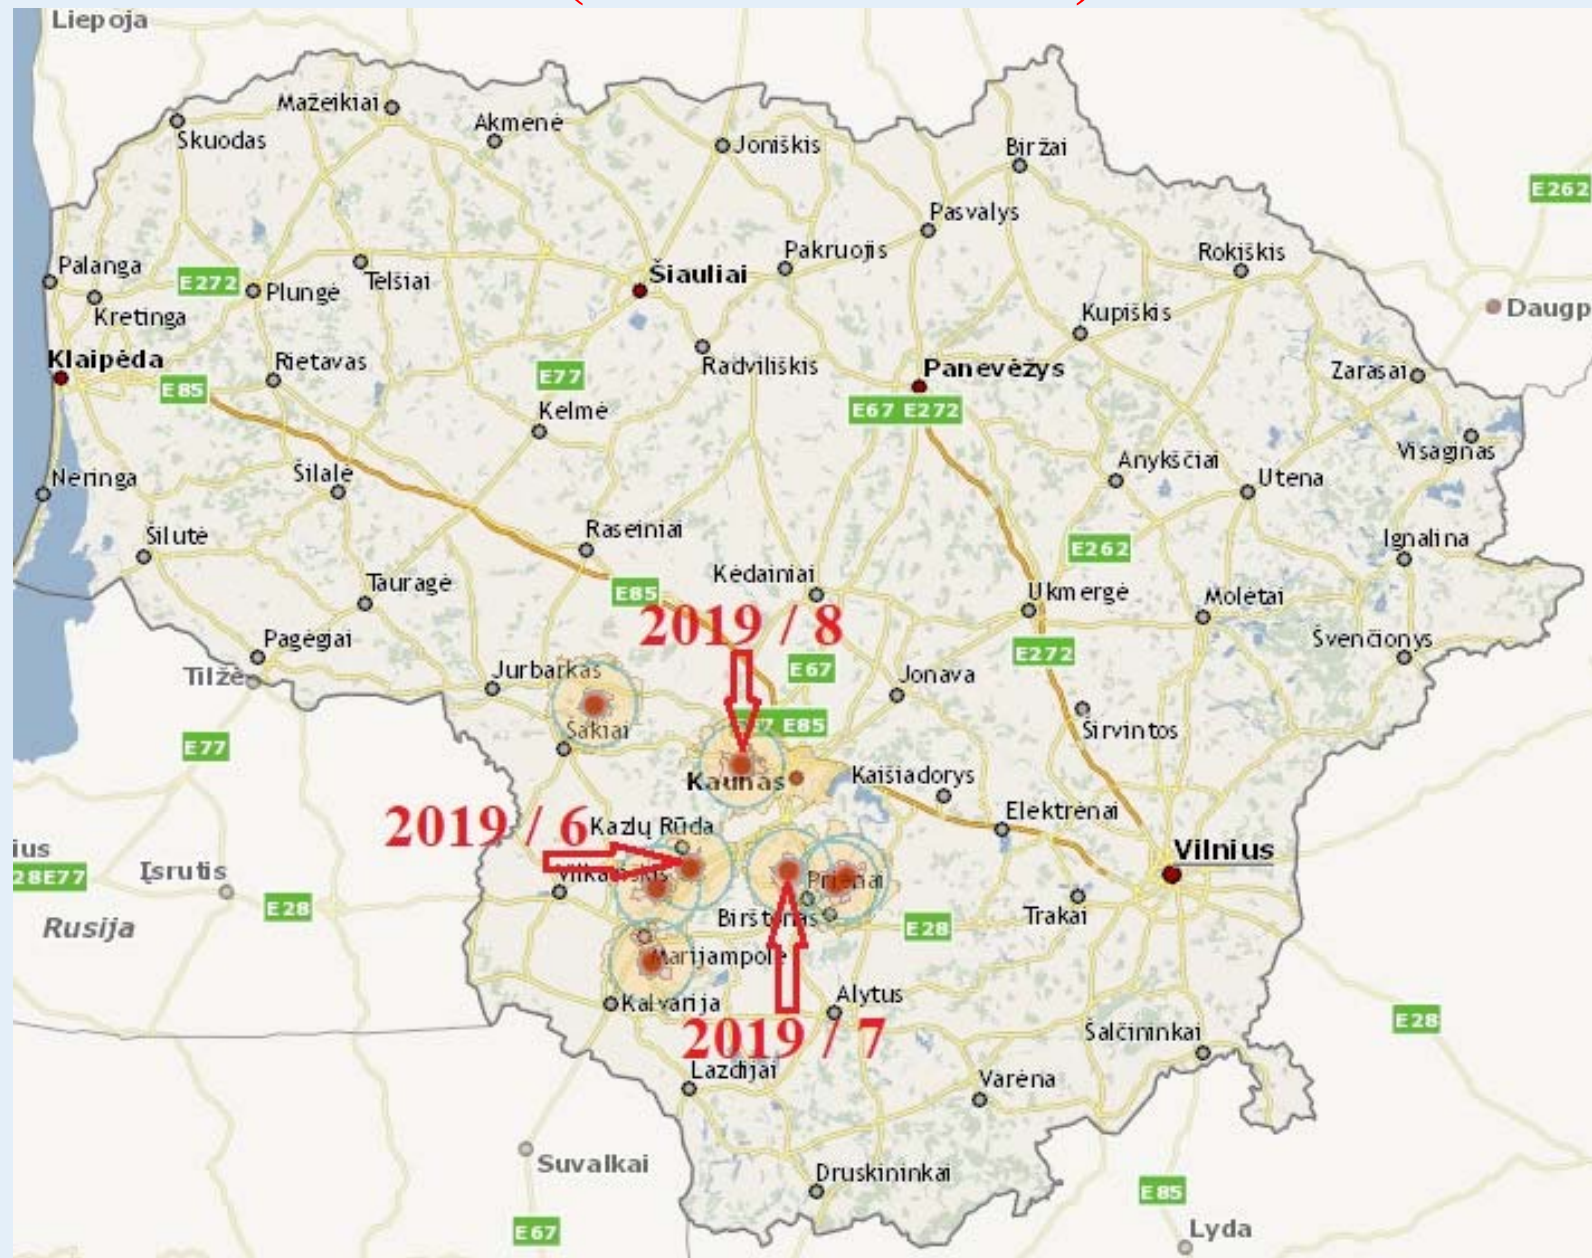 Liepoja
Mažeikiai
Skuodas
Akmenė
Joniškis
Biržai
E262
Pasvalys
Palanga
E272
Plungė
Telšiai
Šiauliai
Pakruojis
Rokiškis
Kretinga
Kupiškis
Daugp
Klaipėda
Rietavas
E77
Radviliškis
Panevėžys
Zarasai
E85
E67 E272
Kelmė
Neringa
Šilalė
Anykščiai
Utena
Visaginas
Šilutė
Raseiniai
E262
Ignalina
Tauragė
E85
Kėdainiai
Ukmergė
Molėtai
2019 / 8
Pagėgiai
Tilžė
Jurbarkas
E67
Jonava
E272
Švenčionys
Šakiai
E77
E85
Širvintos
Kaunas
Kaišiadorys
2019 / 6
Kazlų Rūda
Elektrėnai
ius
28E77
Įsrutis
Vilkaviškis
Prienai
Vilnius
E28
Rusija
Birštonas
E28
Trakai
Marijampolė
Kalvarija
Alytus
E28
2019 / 7
Šalčininkai
Lazdijai
Varėna
Suvalkai
Druskininkai
E85
E67
Lyda